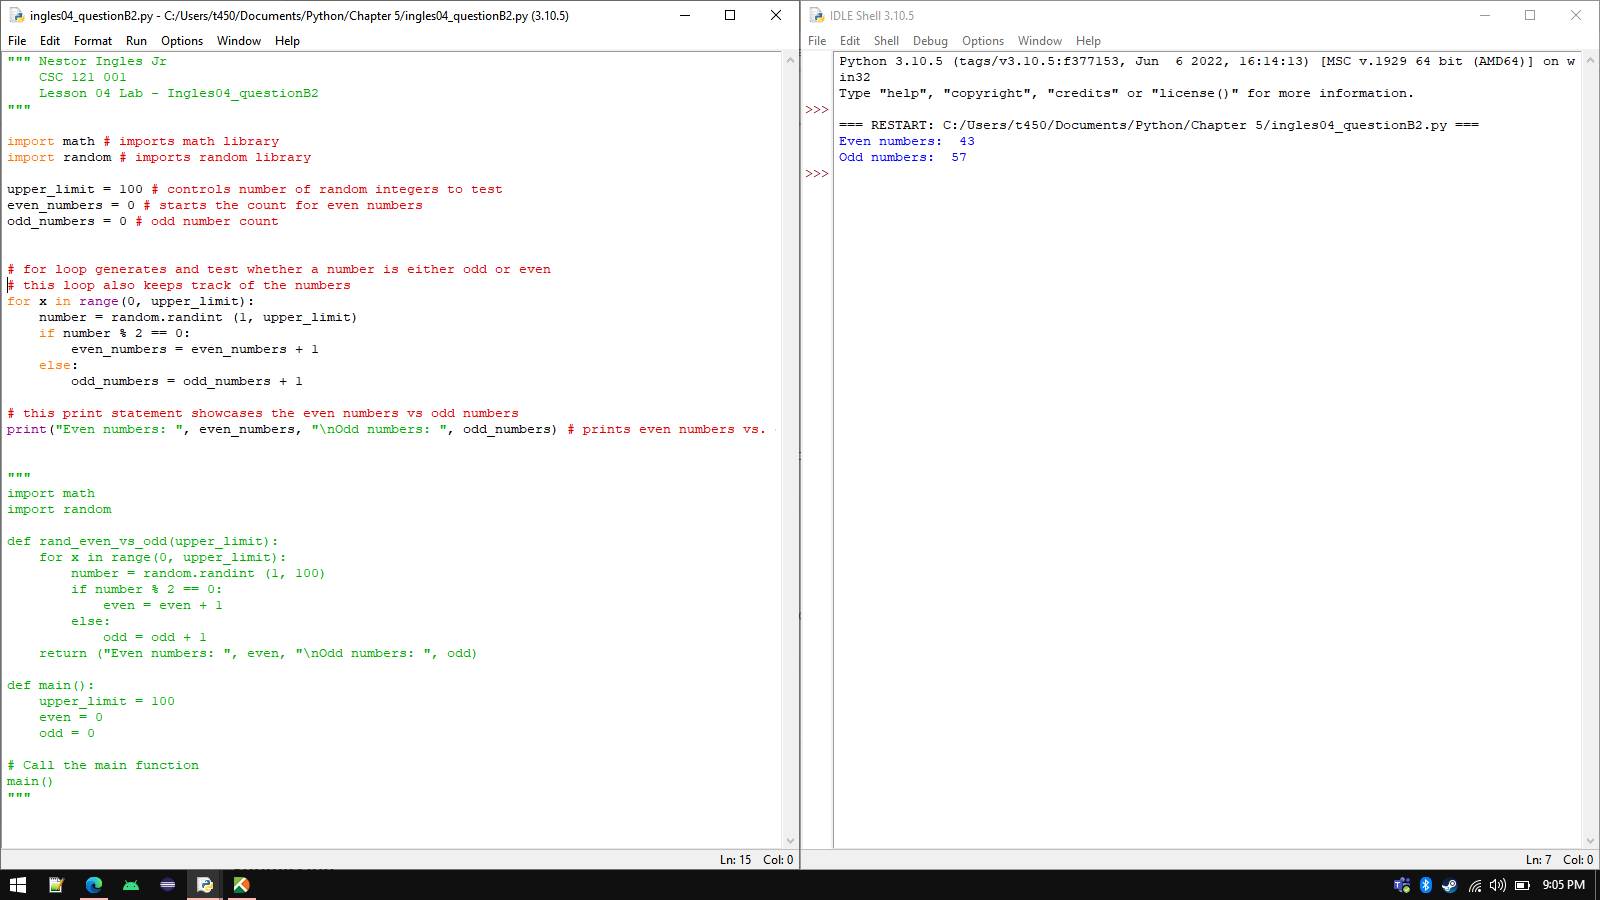 ingles04_questionB2.py - C:/Users/t450/Documents/Python/Chapter 5/ingles04_questionB2.py (3.10.5)
File Edit Format Run Options Window Help
""" Nestor Ingles Jr
    CSC 121 001
    Lesson 04 Lab - Ingles04_questionB2
"""
import math # imports math library
import random # imports random library
upper_limit = 100 # controls number of random integers to test
even_numbers = 0 # starts the count for even numbers
odd_numbers = 0 # odd number count
# for loop generates and test whether a number is either odd or even
# this loop also keeps track of the numbers
for x in range(0, upper_limit):
    number = random.randint (1, upper_limit)
    if number % 2 == 0:
        even_numbers = even_numbers + 1
    else:
        odd_numbers = odd_numbers + 1
# this print statement showcases the even numbers vs odd numbers
print("Even numbers: ", even_numbers, "\nOdd numbers: ", odd_numbers) # prints even numbers vs.
"""
import math
import random
def rand_even_vs_odd(upper_limit):
    for x in range(0, upper_limit):
        number = random.randint (1, 100)
        if number % 2 == 0:
            even = even + 1
        else:
            odd = odd + 1
    return ("Even numbers: ", even, "\nOdd numbers: ", odd)
def main():
    upper_limit = 100
    even = 0
    odd = 0
# Call the main function
main()
"""
Ln: 15 Col: 0
IDLE Shell 3.10.5
File Edit Shell Debug Options Window Help
Python 3.10.5 (tags/v3.10.5:f377153, Jun  6 2022, 16:14:13) [MSC v.1929 64 bit (AMD64)] on w
in32
Type "help", "copyright", "credits" or "license()" for more information.
>>>
=== RESTART: C:/Users/t450/Documents/Python/Chapter 5/ingles04_questionB2.py ===
Even numbers:  43
Odd numbers:  57
>>>
Ln: 7 Col: 0
9:05 PM